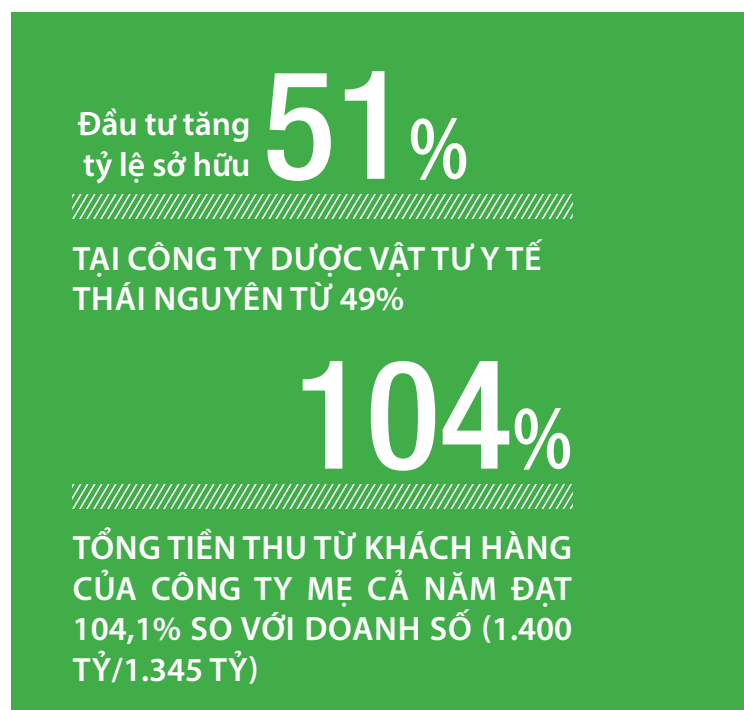 Đầu tư tăng
tỷ lệ sở hữu
51%
TẠI CÔNG TY DƯỢC VẬT TƯ Y TẾ
THÁI NGUYÊN TỪ 49%
104%
TỔNG TIỀN THU TỪ KHÁCH HÀNG
CỦA CÔNG TY MẸ CẢ NĂM ĐẠT
104,1% SO VỚI DOANH SỐ (1.400
TỶ/1.345 TỶ)